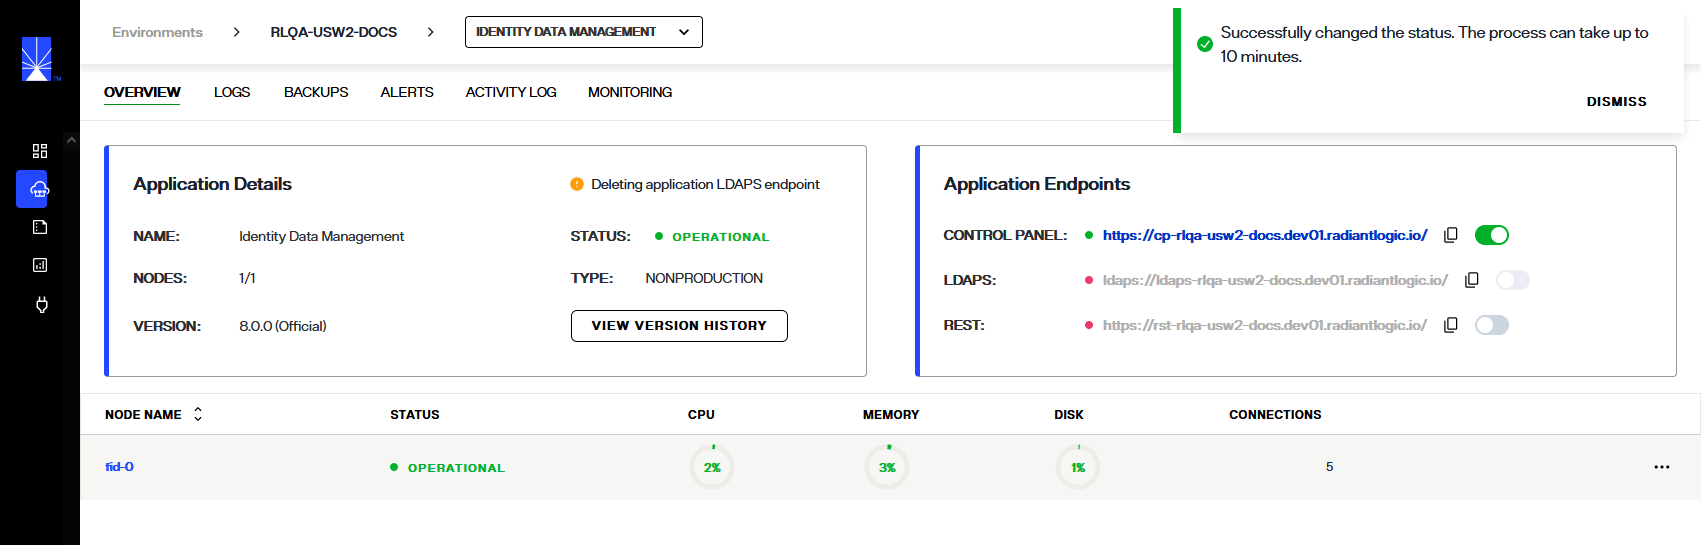 Environments > RLQA-USW2-DOCS > IDENTITY DATA MANAGEMENT
Successfully changed the status. The process can take up to
10 minutes.
DISMISS
TM
OVERVIEW LOGS BACKUPS ALERTS ACTIVITY LOG MONITORING
Application Details
Deleting application LDAPS endpoint
NAME: Identity Data Management
STATUS: OPERATIONAL
NODES: 1/1
TYPE: NONPRODUCTION
VERSION: 8.0.0 (Official)
VIEW VERSION HISTORY
Application Endpoints
CONTROL PANEL: https://cp-rlqa-usw2-docs.dev01.radiantlogic.io/
LDAPS: ldaps://ldaps-rlqa-usw2-docs.dev01.radiantlogic.io/
REST: https://rst-rlqa-usw2-docs.dev01.radiantlogic.io/
NODE NAME STATUS CPU MEMORY DISK CONNECTIONS
fid-0 OPERATIONAL 2% 3% 1% 5